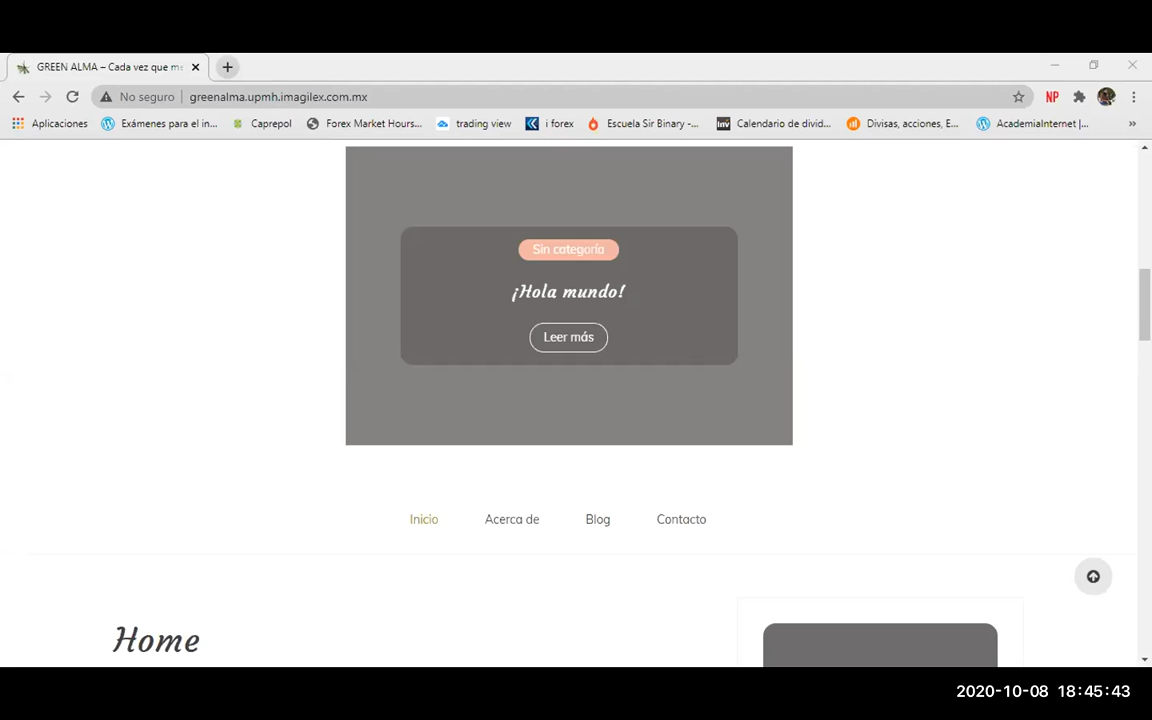 GREEN ALMA – Cada vez que me
No seguro | greenalma.upmh.imagilex.com.mx
NP
Aplicaciones Exámenes para el in... Caprepol Forex Market Hours... trading view i forex Escuela Sir Binary -... Inv Calendario de divid... Divisas, acciones, E... AcademiaInternet |... »
Sin categoría
¡Hola mundo!
Leer más
Inicio Acerca de Blog Contacto
Home
2020-10-08 18:45:43